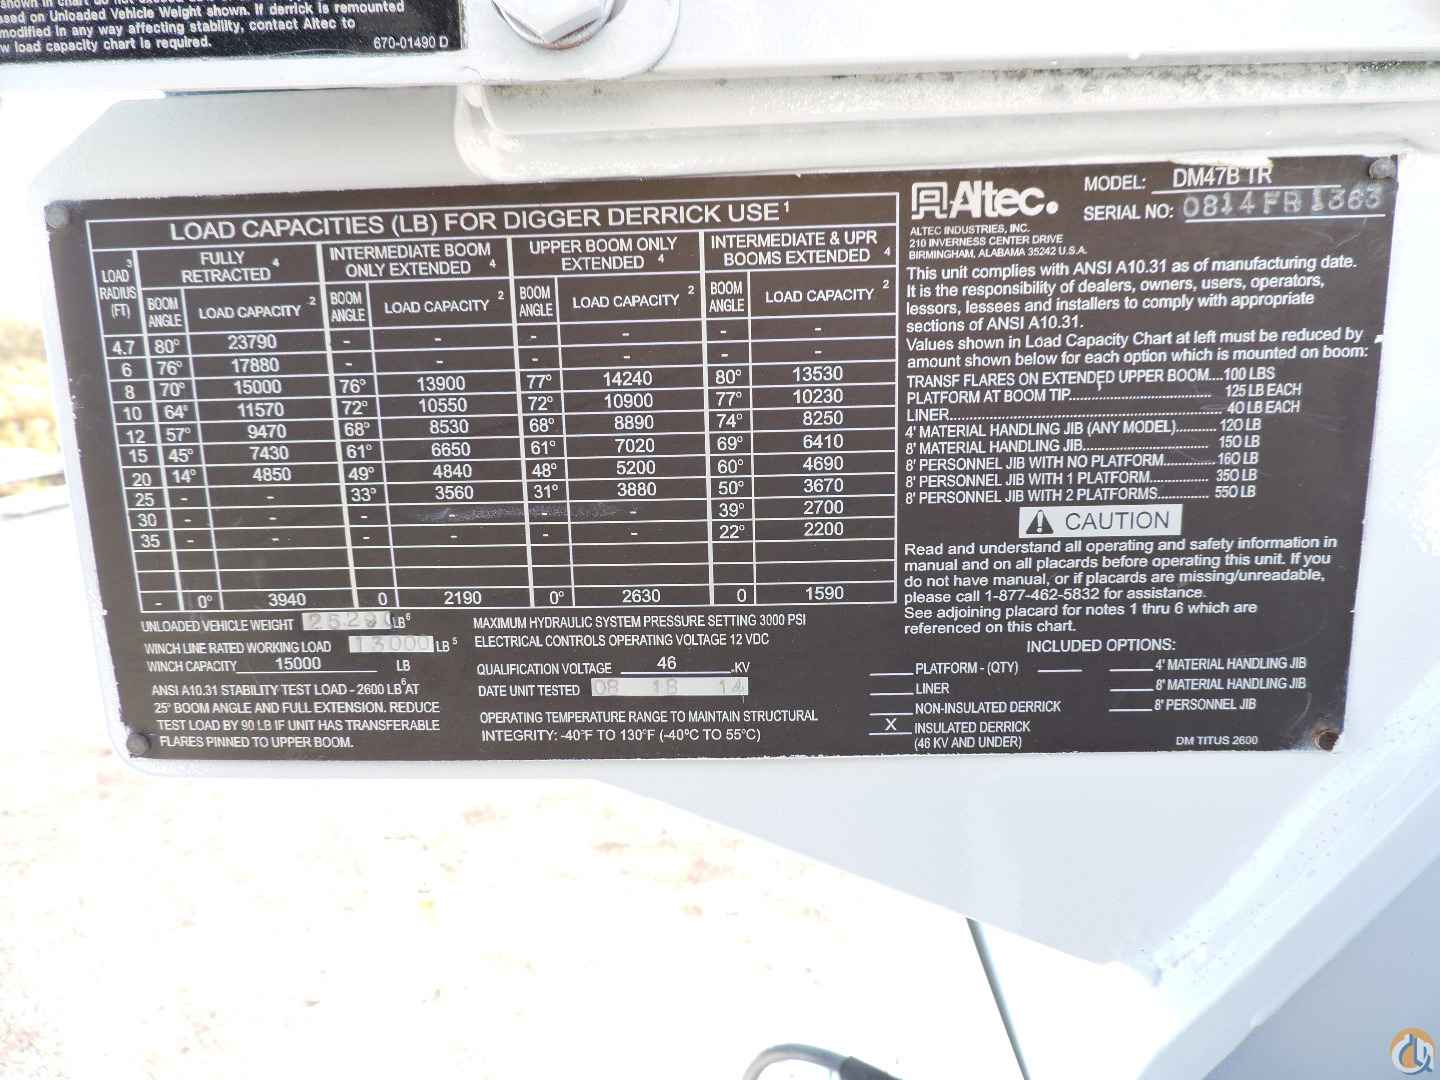 shown in chart do not exceed
ased on Unloaded Vehicle Weight shown. If derrick is remounted
modified in any way affecting stability, contact Altec to
w load capacity chart is required.
670-01490 D
LOAD CAPACITIES (LB) FOR DIGGER DERRICK USE 1
LOAD RADIUS (FT) 3 FULLY RETRACTED 4 INTERMEDIATE BOOM ONLY EXTENDED 4 UPPER BOOM ONLY EXTENDED 4 INTERMEDIATE & UPR BOOMS EXTENDED 4
BOOM ANGLE LOAD CAPACITY 2 BOOM ANGLE LOAD CAPACITY 2 BOOM ANGLE LOAD CAPACITY 2 BOOM ANGLE LOAD CAPACITY 2
4.7 80° 23790 - - - - - -
6 76° 17880 - - - - - -
8 70° 15000 76° 13900 77° 14240 80° 13530
10 64° 11570 72° 10550 72° 10900 77° 10230
12 57° 9470 68° 8530 68° 8890 74° 8250
15 45° 7430 61° 6650 61° 7020 69° 6410
20 14° 4850 49° 4840 48° 5200 60° 4690
25 - - 33° 3560 31° 3880 50° 3670
30 - - - - - - 39° 2700
35 - - - - - - 22° 2200
- 0° 3940 0 2190 0° 2630 0 1590
UNLOADED VEHICLE WEIGHT LB 6
WINCH LINE RATED WORKING LOAD 13000 LB 5
WINCH CAPACITY 15000 LB
ANSI A10.31 STABILITY TEST LOAD - 2600 LB 6 AT
25° BOOM ANGLE AND FULL EXTENSION. REDUCE
TEST LOAD BY 90 LB IF UNIT HAS TRANSFERABLE
FLARES PINNED TO UPPER BOOM.
MAXIMUM HYDRAULIC SYSTEM PRESSURE SETTING 3000 PSI
ELECTRICAL CONTROLS OPERATING VOLTAGE 12 VDC
QUALIFICATION VOLTAGE 46 KV
DATE UNIT TESTED 08 18 14
OPERATING TEMPERATURE RANGE TO MAINTAIN STRUCTURAL
INTEGRITY: -40°F TO 130°F (-40°C TO 55°C)
Altec.
MODEL: DM47B TR
SERIAL NO: 0814FR1363
ALTEC INDUSTRIES, INC.
210 INVERNESS CENTER DRIVE
BIRMINGHAM, ALABAMA 35242 U.S.A.
This unit complies with ANSI A10.31 as of manufacturing date.
It is the responsibility of dealers, owners, users, operators,
lessors, lessees and installers to comply with appropriate
sections of ANSI A10.31.
Values shown in Load Capacity Chart at left must be reduced by
amount shown below for each option which is mounted on boom:
TRANSF FLARES ON EXTENDED UPPER BOOM....100 LBS
PLATFORM AT BOOM TIP.............................. 125 LB EACH
LINER.............................................................. 40 LB EACH
4' MATERIAL HANDLING JIB (ANY MODEL).......... 120 LB
8' MATERIAL HANDLING JIB............................. 150 LB
8' PERSONNEL JIB WITH NO PLATFORM............. 160 LB
8' PERSONNEL JIB WITH 1 PLATFORM............. 350 LB
8' PERSONNEL JIB WITH 2 PLATFORMS............ 550 LB
CAUTION
Read and understand all operating and safety information in
manual and on all placards before operating this unit. If you
do not have manual, or if placards are missing/unreadable,
please call 1-877-462-5832 for assistance.
See adjoining placard for notes 1 thru 6 which are
referenced on this chart.
INCLUDED OPTIONS:
PLATFORM - (QTY)
LINER
NON-INSULATED DERRICK
X INSULATED DERRICK
(46 KV AND UNDER)
4' MATERIAL HANDLING JIB
8' MATERIAL HANDLING JIB
8' PERSONNEL JIB
DM TITUS 2600